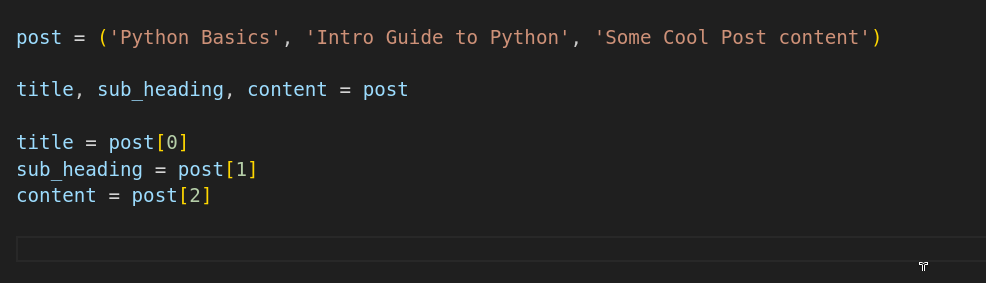 post = ('Python Basics', 'Intro Guide to Python', 'Some Cool Post content')
title, sub_heading, content = post
title = post[0]
sub_heading = post[1]
content = post[2]